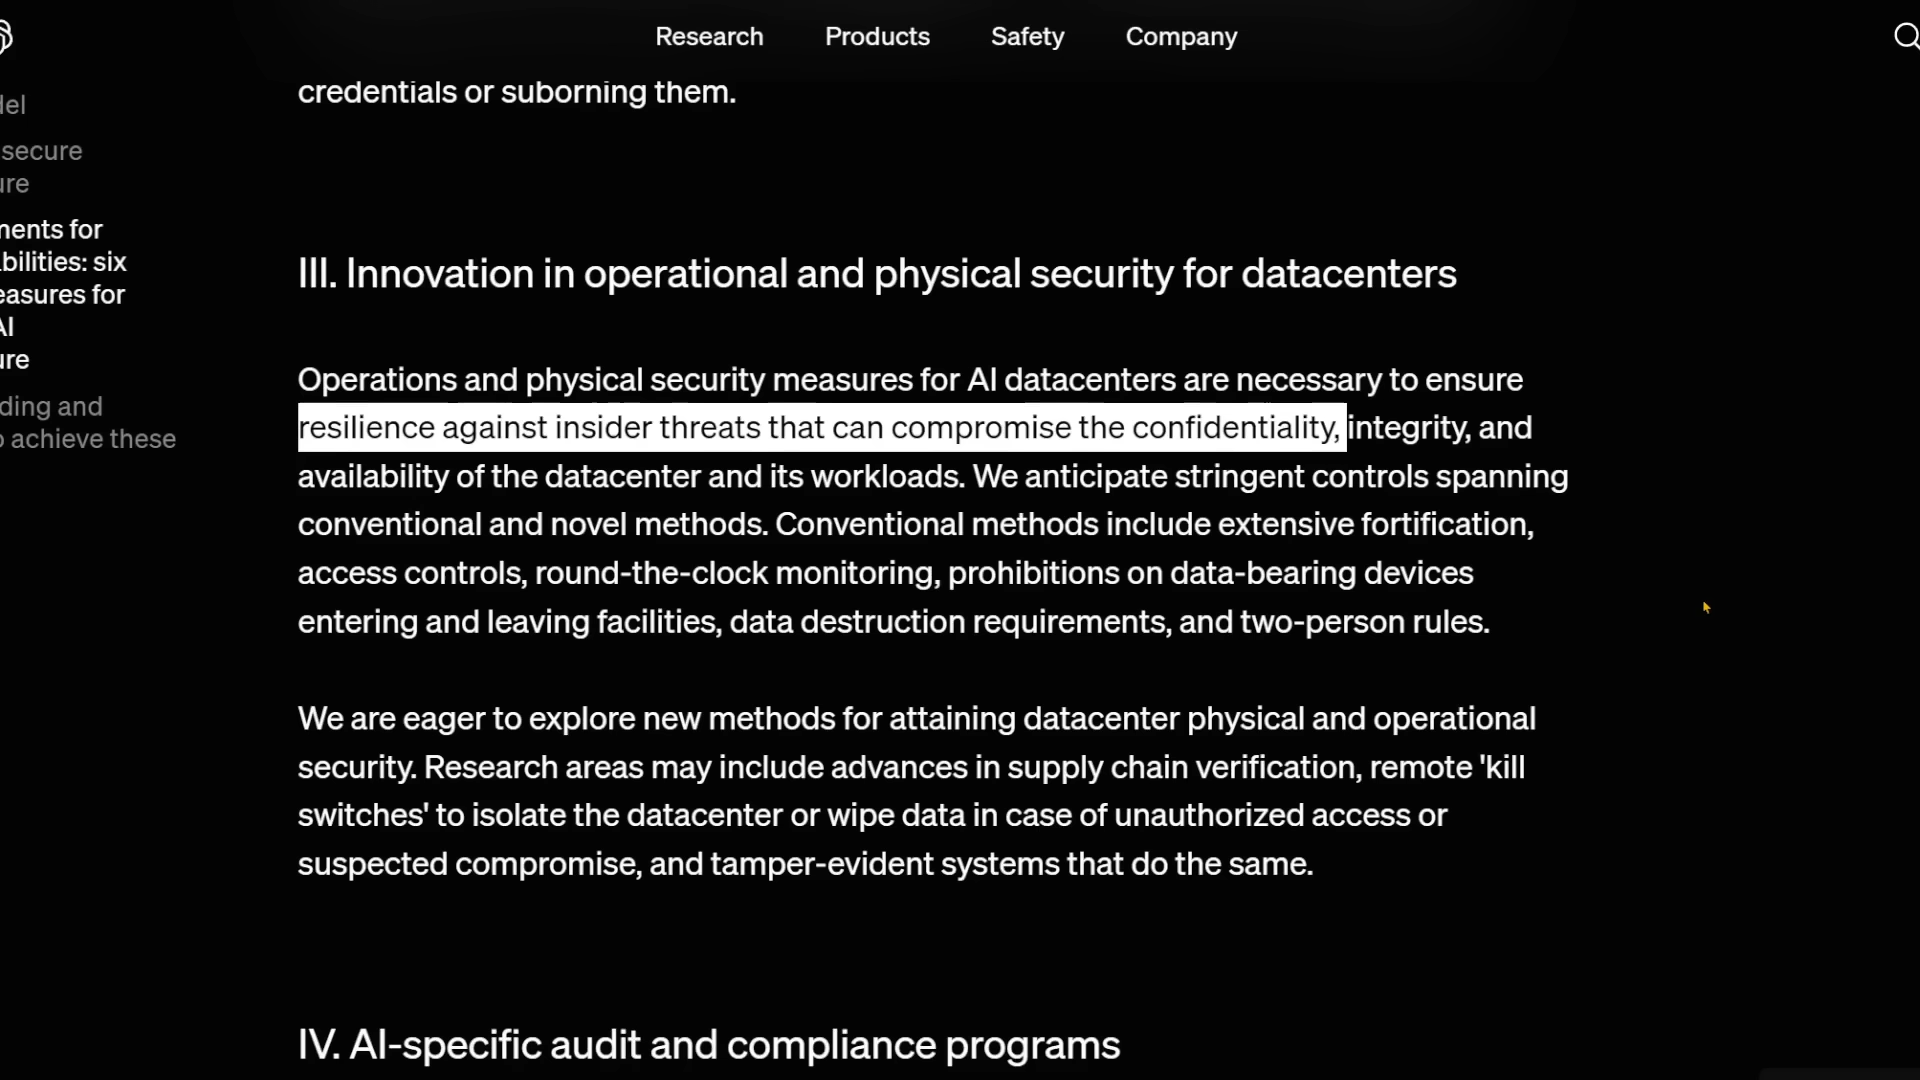 Research Products Safety Company
credentials or suborning them.
del
secure
ure
ments for
bilities: six
easures for
AI
ure
ding and
o achieve these
III. Innovation in operational and physical security for datacenters
Operations and physical security measures for AI datacenters are necessary to ensure
resilience against insider threats that can compromise the confidentiality, integrity, and
availability of the datacenter and its workloads. We anticipate stringent controls spanning
conventional and novel methods. Conventional methods include extensive fortification,
access controls, round-the-clock monitoring, prohibitions on data-bearing devices
entering and leaving facilities, data destruction requirements, and two-person rules.
We are eager to explore new methods for attaining datacenter physical and operational
security. Research areas may include advances in supply chain verification, remote 'kill
switches' to isolate the datacenter or wipe data in case of unauthorized access or
suspected compromise, and tamper-evident systems that do the same.
IV. AI-specific audit and compliance programs